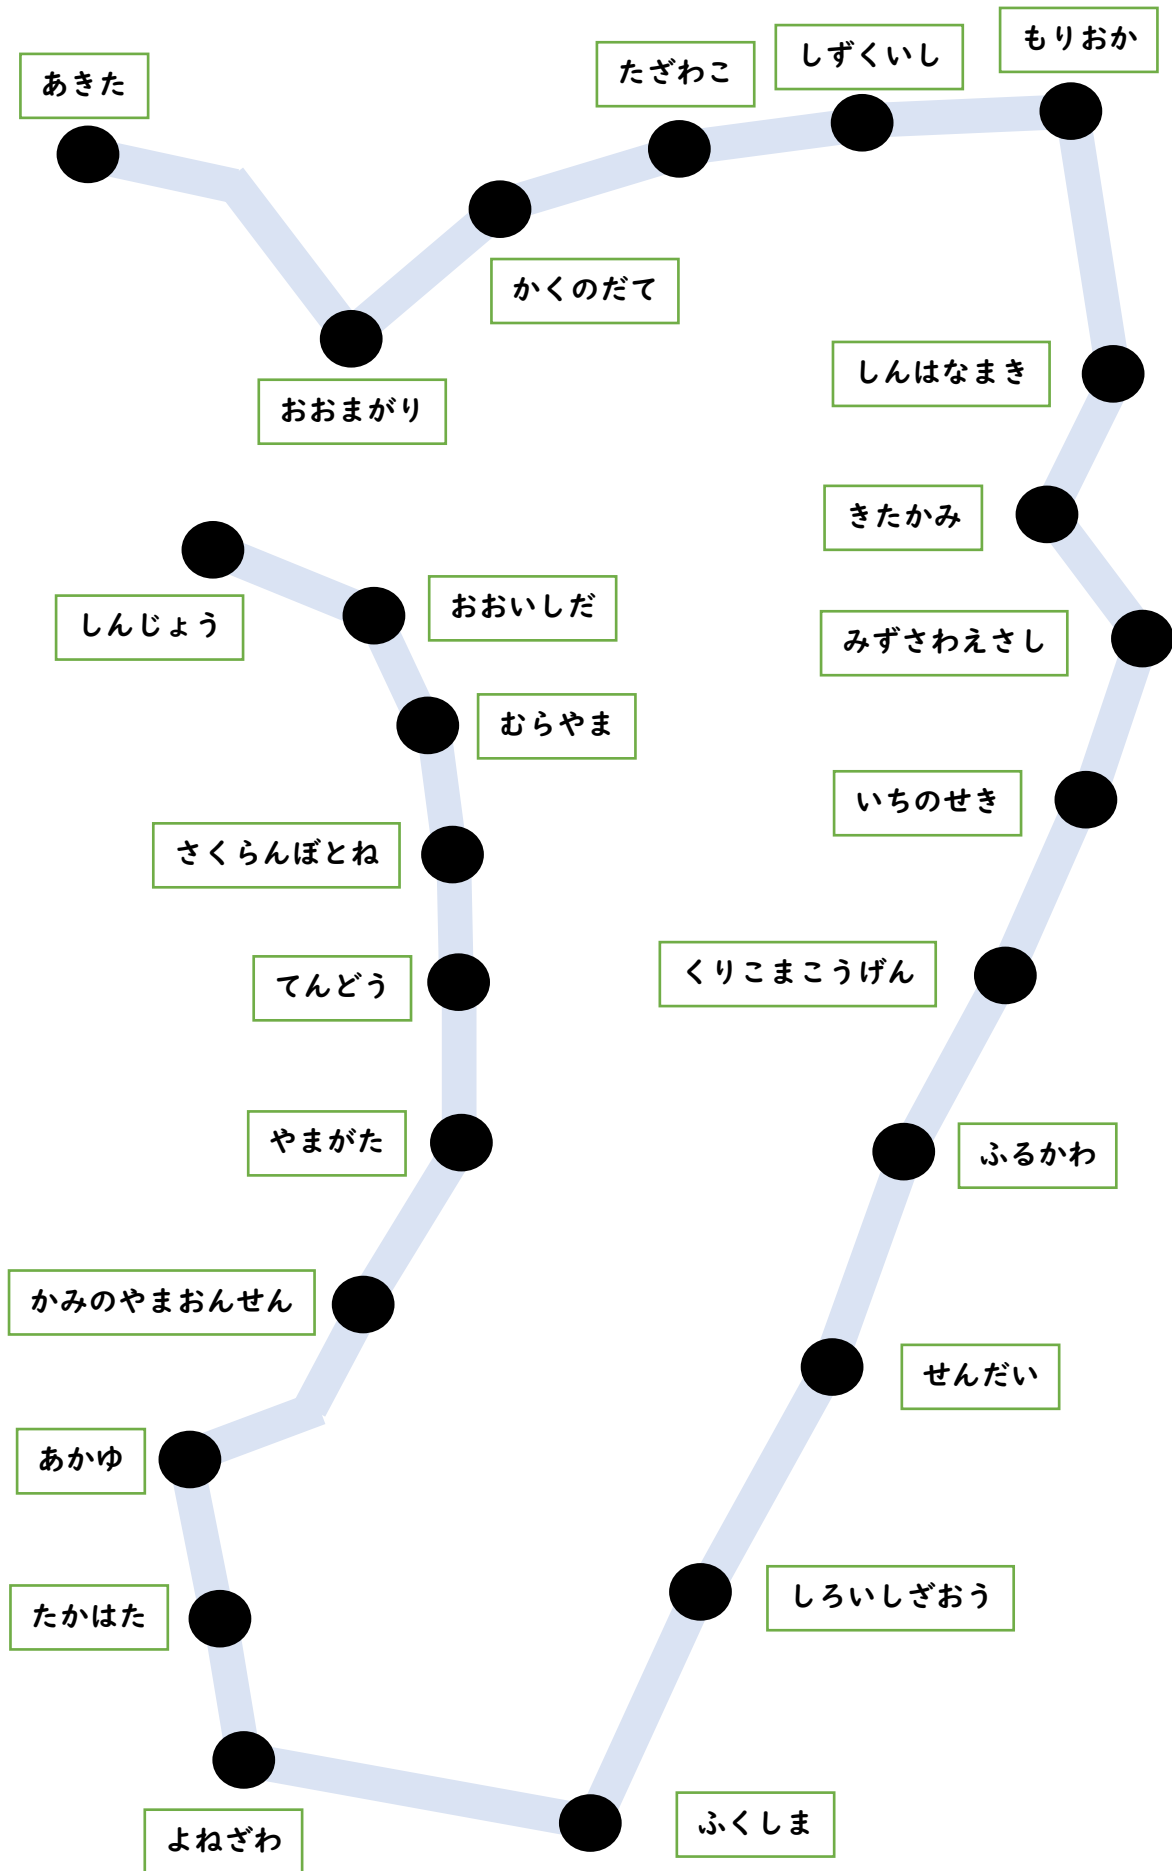 もりおか
しずくいし
たざわこ
あきた
かくのだて
しんはなまき
おおまがり
きたかみ
おおいしだ
しんじょう
みずさわえさし
むらやま
いちのせき
さくらんぼとね
くりこまこうげん
てんどう
やまがた
ふるかわ
かみのやまおんせん
せんだい
あかゆ
しろいしざおう
たかはた
ふくしま
よねざわ